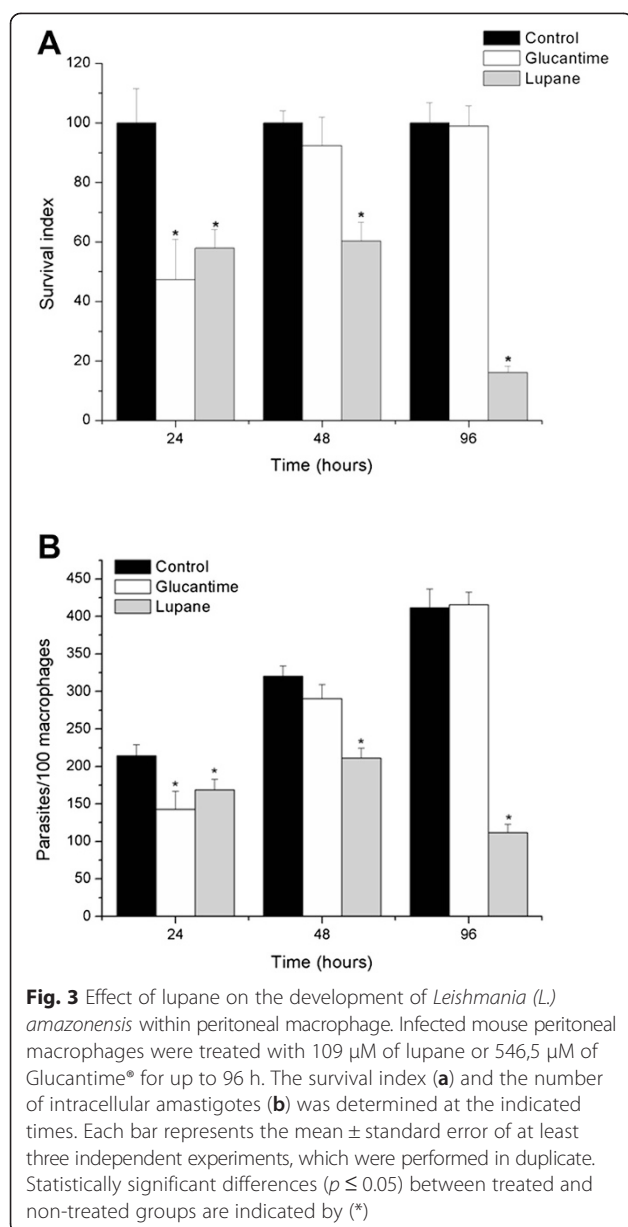 A
Control
Glucantime
Lupane
120
100
80
60
40
20
0
Survival index
* * * *
24 48 96
Time (hours)
B
Control
Glucantime
Lupane
450
400
350
300
250
200
150
100
50
0
Parasites/100 macrophages
* * * *
24 48 96
Time (hours)
Fig. 3 Effect of lupane on the development of Leishmania (L.)
amazonensis within peritoneal macrophage. Infected mouse peritoneal
macrophages were treated with 109 μM of lupane or 546,5 μM of
Glucantime® for up to 96 h. The survival index (a) and the number
of intracellular amastigotes (b) was determined at the indicated
times. Each bar represents the mean ± standard error of at least
three independent experiments, which were performed in duplicate.
Statistically significant differences (p ≤ 0.05) between treated and
non-treated groups are indicated by (*)